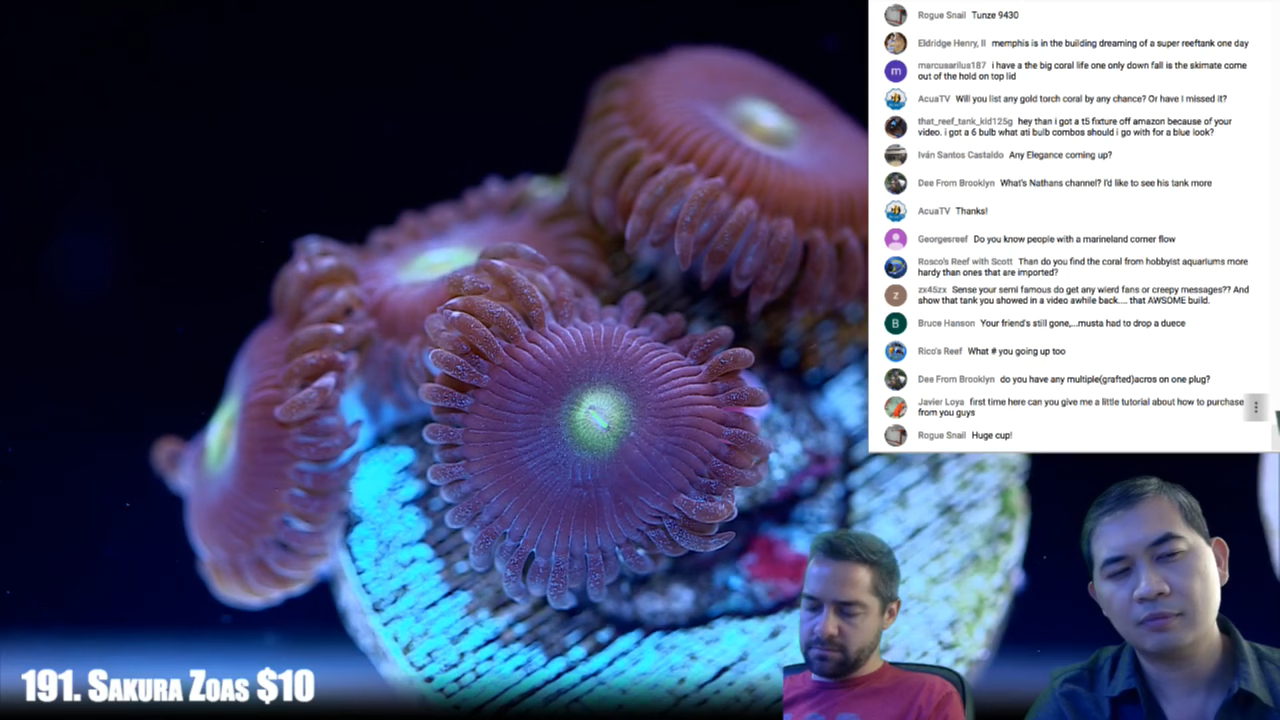 Rogue Snail Tunze 9430
Eldridge Henry, II memphis is in the building dreaming of a super reeftank one day
m
marcusarilus187 i have a the big coral life one only down fall is the skimate come
out of the hold on top lid
AcuaTV Will you list any gold torch coral by any chance? Or have I missed it?
that_reef_tank_kid125g hey than i got a t5 fixture off amazon because of your
video. i got a 6 bulb what ati bulb combos should i go with for a blue look?
Iván Santos Castaldo Any Elegance coming up?
Dee From Brooklyn What's Nathans channel? I'd like to see his tank more
AcuaTV Thanks!
Georgesreef Do you know people with a marineland corner flow
Rosco's Reef with Scott Than do you find the coral from hobbyist aquariums more
hardy than ones that are imported?
z
zx45zx Sense your semi famous do get any wierd fans or creepy messages?? And
show that tank you showed in a video awhile back.... that AWSOME build.
B
Bruce Hanson Your friend's still gone,...musta had to drop a duece
Rico's Reef What # you going up too
Dee From Brooklyn do you have any multiple(grafted)acros on one plug?
Javier Loya first time here can you give me a little tutorial about how to purchase
from you guys
Rogue Snail Huge cup!
191. Sakura Zoas $10